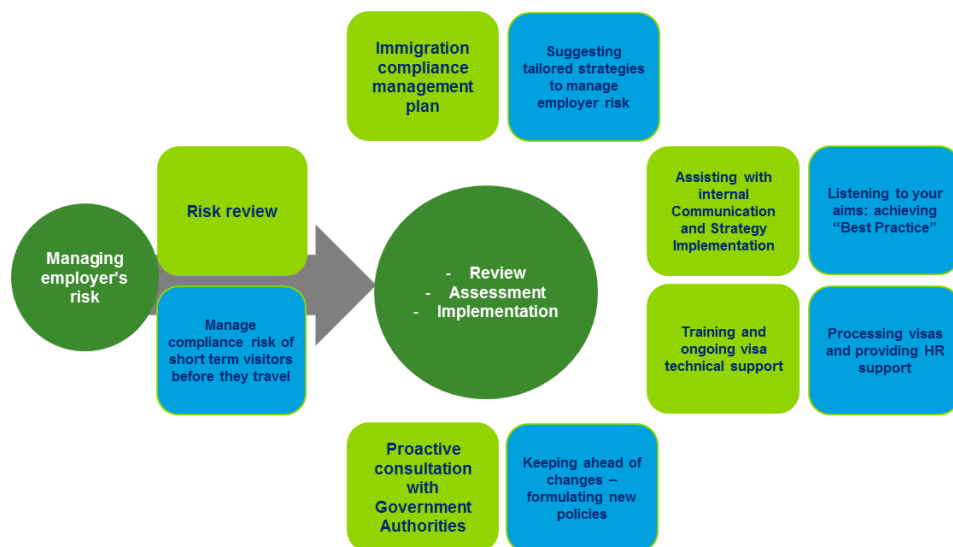 Immigration
compliance
management
plan
Suggesting
tailored strategies
to manage
employer risk
Managing
employer's
risk
Risk review
Manage
compliance risk of
short term visitors
before they travel
- Review
- Assessment
- Implementation
Assisting with
internal
Communication
and Strategy
Implementation
Listening to your
aims: achieving
“Best Practice”
Training and
ongoing visa
technical support
Processing visas
and providing HR
support
Proactive
consultation
with
Government
Authorities
Keeping ahead of
changes –
formulating new
policies